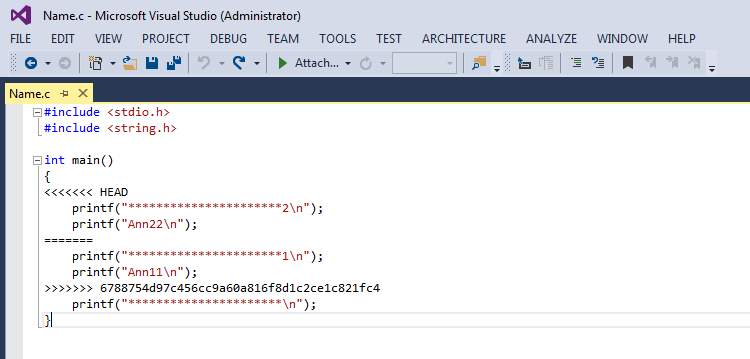 Name.c - Microsoft Visual Studio (Administrator)
FILE EDIT VIEW PROJECT DEBUG TEAM TOOLS TEST ARCHITECTURE ANALYZE WINDOW HELP
Attach...
Name.c
#include <stdio.h>
#include <string.h>
int main()
{
<<<<<<< HEAD
printf("**********************2\n");
printf("Ann22\n");
=======
printf("**********************1\n");
printf("Ann11\n");
>>>>>>> 6788754d97c456cc9a60a816f8d1c2ce1c821fc4
printf("**********************\n");
}